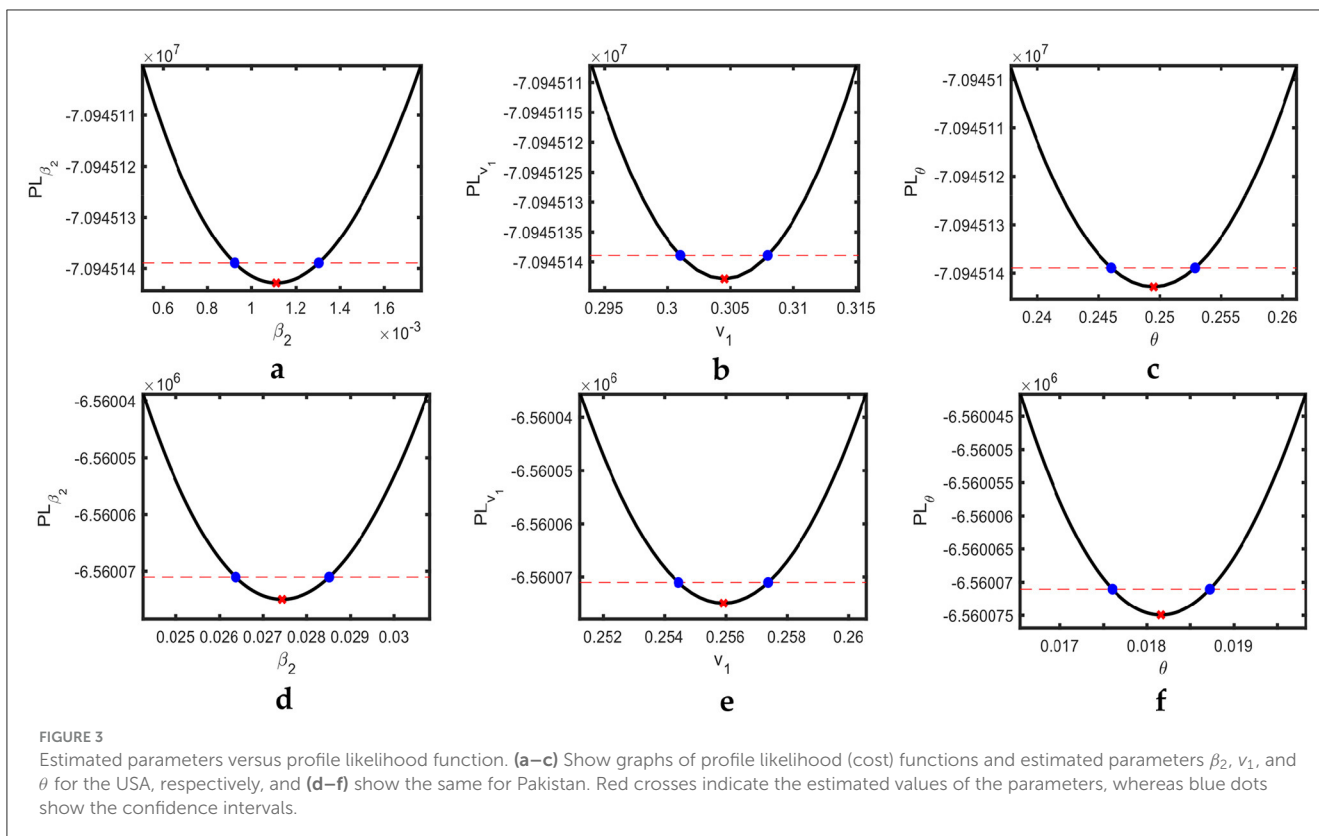 ×10⁷
-7.094511
-7.094512
-7.094513
-7.094514
PL_β₂
0.6 0.8 1 1.2 1.4 1.6
×10⁻³
β₂
a
×10⁷
-7.094511
-7.0945115
-7.094512
-7.0945125
-7.094513
-7.0945135
-7.094514
PL_v₁
0.295 0.3 0.305 0.31 0.315
v₁
b
×10⁷
-7.09451
-7.094511
-7.094512
-7.094513
-7.094514
PL_θ
0.24 0.245 0.25 0.255 0.26
θ
c
×10⁶
-6.56004
-6.56005
-6.56006
-6.56007
PL_β₂
0.025 0.026 0.027 0.028 0.029 0.03
β₂
d
×10⁶
-6.56004
-6.56005
-6.56006
-6.56007
PL_v₁
0.252 0.254 0.256 0.258 0.26
v₁
e
×10⁶
-6.560045
-6.56005
-6.560055
-6.56006
-6.560065
-6.56007
-6.560075
PL_θ
0.017 0.018 0.019
θ
f
FIGURE 3
Estimated parameters versus profile likelihood function. (a–c) Show graphs of profile likelihood (cost) functions and estimated parameters β₂, v₁, and
θ for the USA, respectively, and (d–f) show the same for Pakistan. Red crosses indicate the estimated values of the parameters, whereas blue dots
show the confidence intervals.